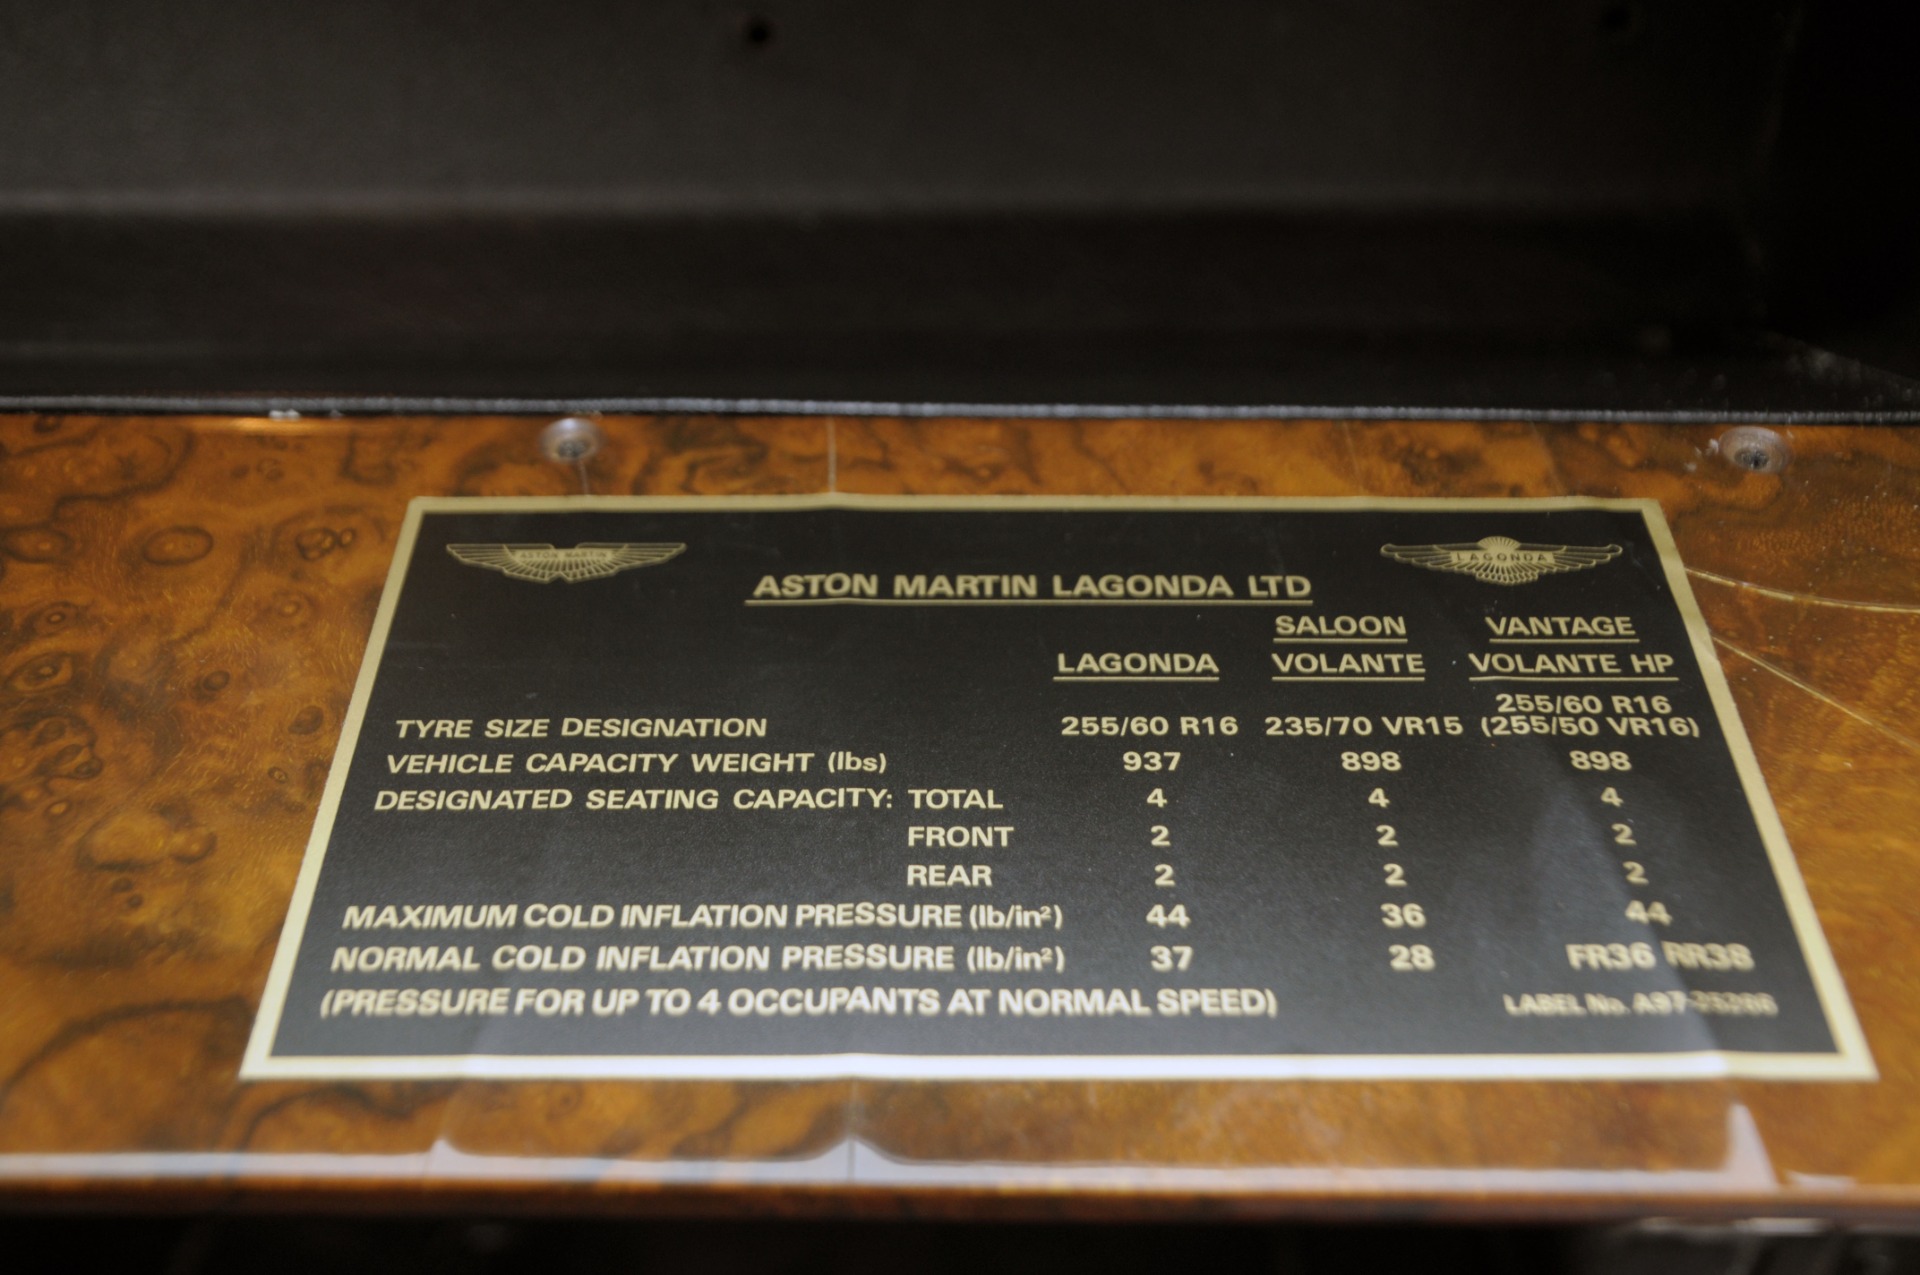 ASTON MARTIN
LAGONDA
ASTON MARTIN LAGONDA LTD
SALOON VANTAGE
LAGONDA VOLANTE VOLANTE HP
255/60 R16
TYRE SIZE DESIGNATION 255/60 R16 235/70 VR15 (255/50 VR16)
VEHICLE CAPACITY WEIGHT (lbs) 937 898 898
DESIGNATED SEATING CAPACITY: TOTAL 4 4 4
FRONT 2 2 2
REAR 2 2 2
MAXIMUM COLD INFLATION PRESSURE (lb/in²) 44 36 44
NORMAL COLD INFLATION PRESSURE (lb/in²) 37 28 FR36 RR38
(PRESSURE FOR UP TO 4 OCCUPANTS AT NORMAL SPEED) LABEL No.